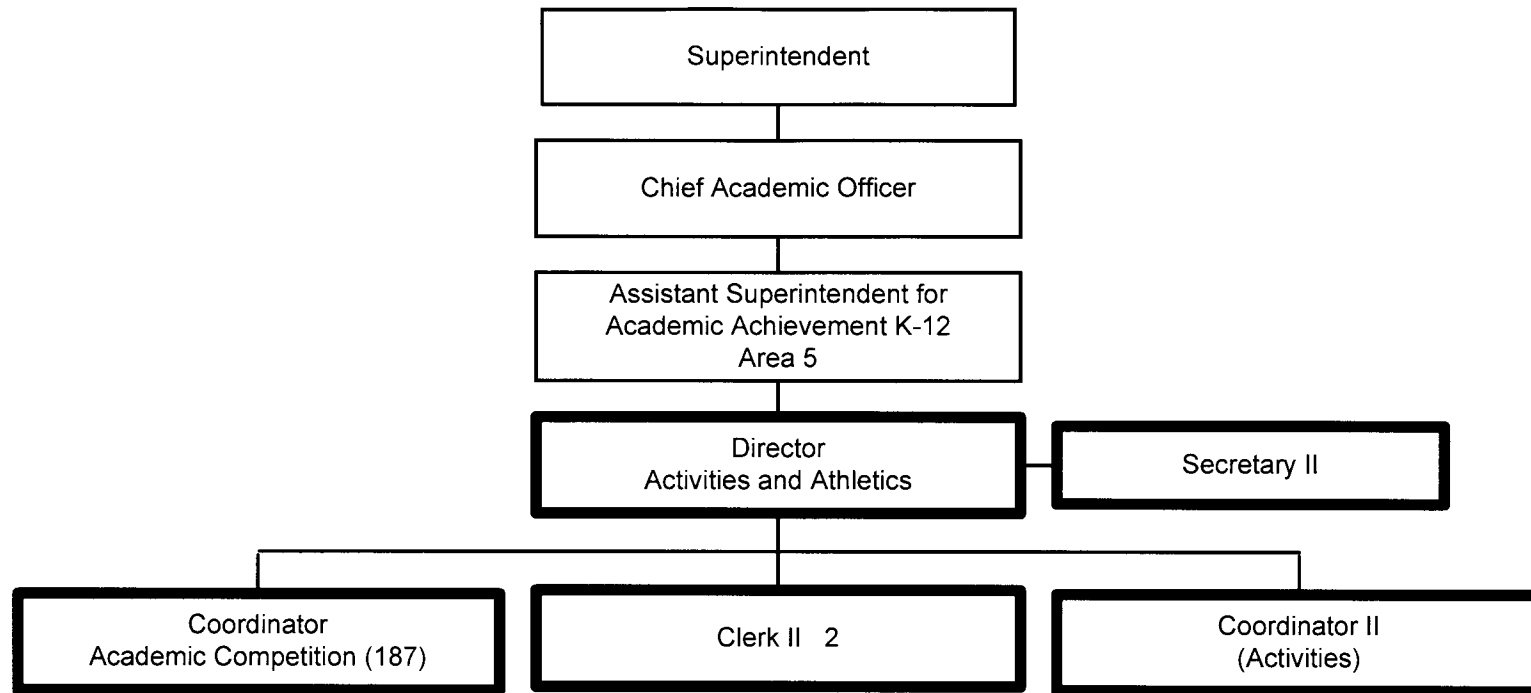 Superintendent
Chief Academic Officer
Assistant Superintendent for
Academic Achievement K-12
Area 5
Director
Activities and Athletics
Secretary II
Coordinator
Academic Competition (187)
Clerk II 2
Coordinator II
(Activities)